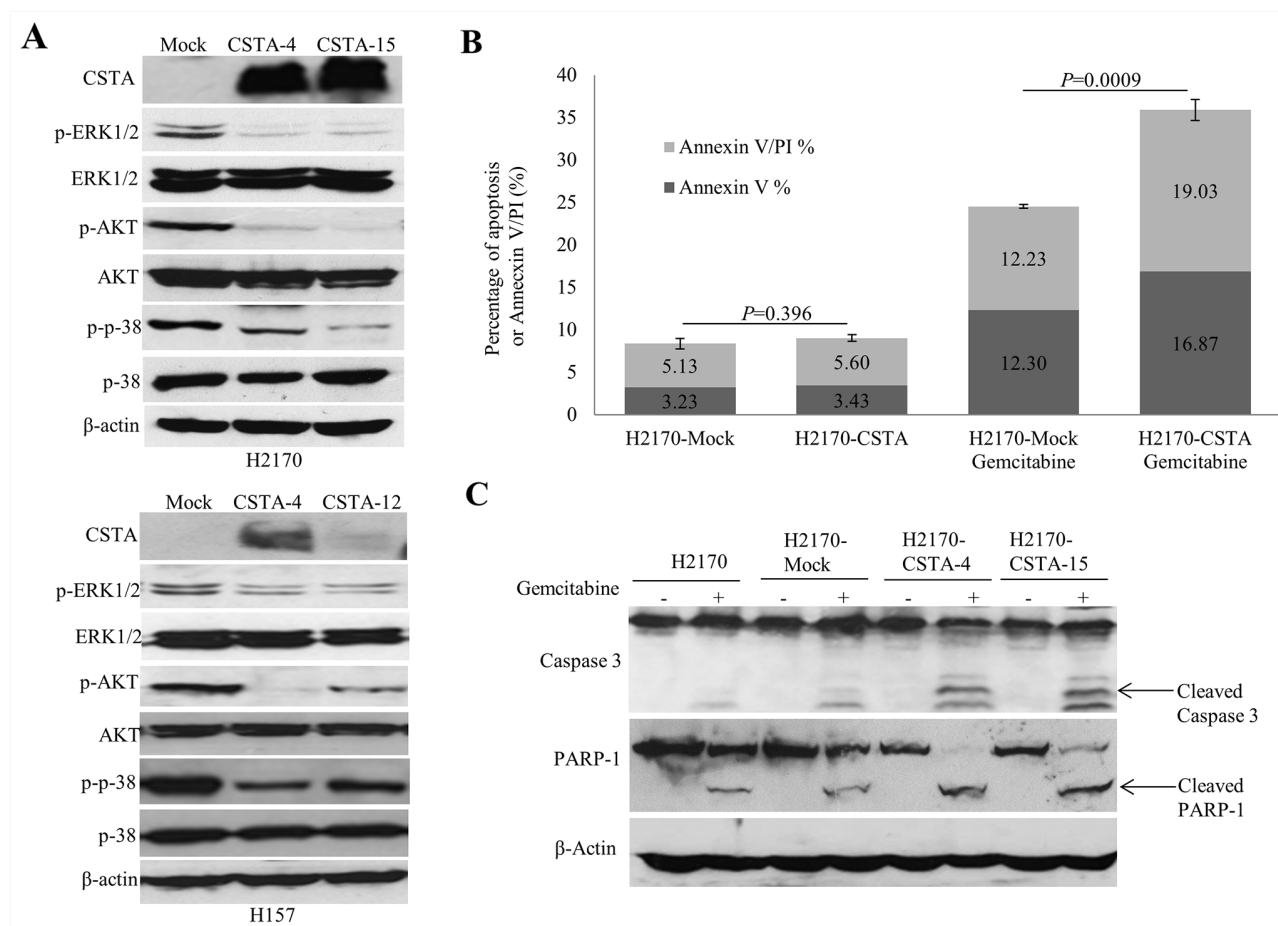 A
Mock CSTA-4 CSTA-15
CSTA
p-ERK1/2
ERK1/2
p-AKT
AKT
p-p-38
p-38
β-actin
H2170
Mock CSTA-4 CSTA-12
CSTA
p-ERK1/2
ERK1/2
p-AKT
AKT
p-p-38
p-38
β-actin
H157
B
Percentage of apoptosis
or Annecxin V/PI (%)
40
35
30
25
20
15
10
5
0
Annexin V/PI %
Annexin V %
P=0.396
P=0.0009
5.13
3.23
5.60
3.43
12.23
12.30
19.03
16.87
H2170-Mock
H2170-CSTA
H2170-Mock
Gemcitabine
H2170-CSTA
Gemcitabine
C
H2170
H2170-
Mock
H2170-
CSTA-4
H2170-
CSTA-15
Gemcitabine - + - + - + - +
Caspase 3
Cleaved
Caspase 3
PARP-1
Cleaved
PARP-1
β-Actin